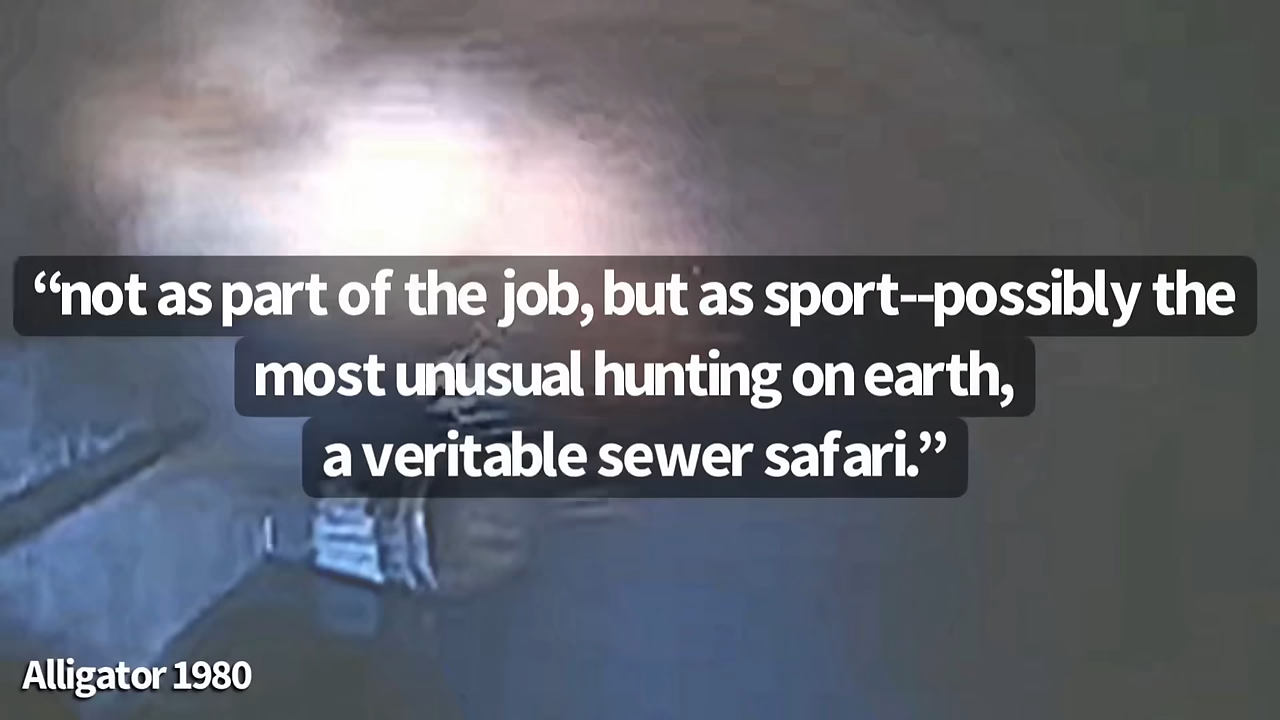 “not as part of the job, but as sport--possibly the
most unusual hunting on earth,
a veritable sewer safari.”
Alligator 1980